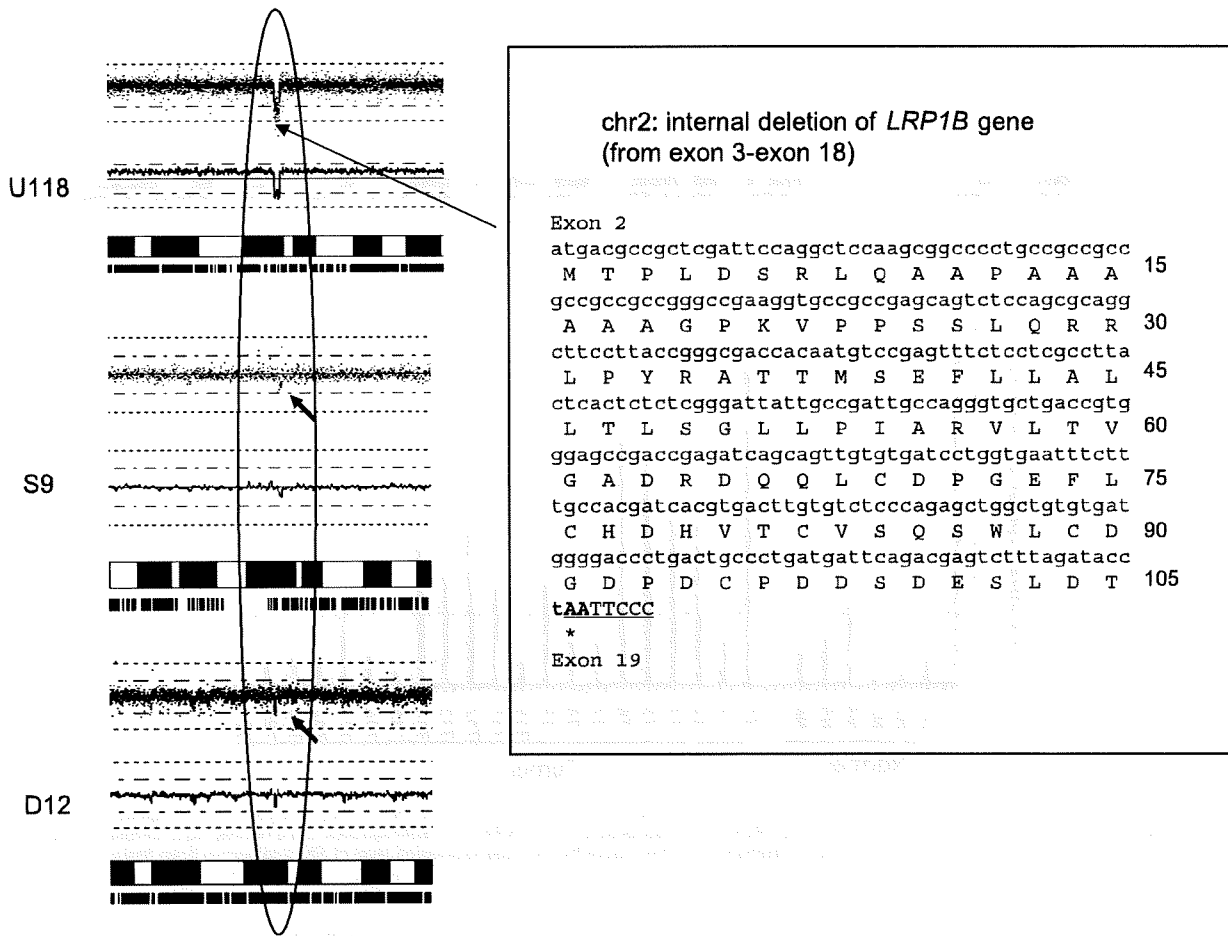 U118
S9
D12
chr2: internal deletion of LRP1B gene
(from exon 3-exon 18)
Exon 2
atgacgccgctcgattccaggctccaagcggcccctgccgccgcc
M T P L D S R L Q A A P A A A 15
gccgccgccgggccgaaggtgccgccgagcagtctccagcgcagg
A A A G P K V P P S S L Q R R 30
cttccttaccgggcgaccacaatgtccgagtttctcctcgcctta
L P Y R A T T M S E F L L A L 45
ctcactctctcgggattattgccgattgccagggtgctgaccgtg
L T L S G L L P I A R V L T V 60
ggagccgaccgagatcagcagttgtgtgatcctggtgaatttctt
G A D R D Q Q L C D P G E F L 75
tgccacgatcacgtgacttgtgtctcccagagctggctgtgtgat
C H D H V T C V S Q S W L C D 90
ggggaccctgactgccctgatgattcagacgagtctttagatacc
G D P D C P D D S D E S L D T 105
tAATTCCC
*
Exon 19